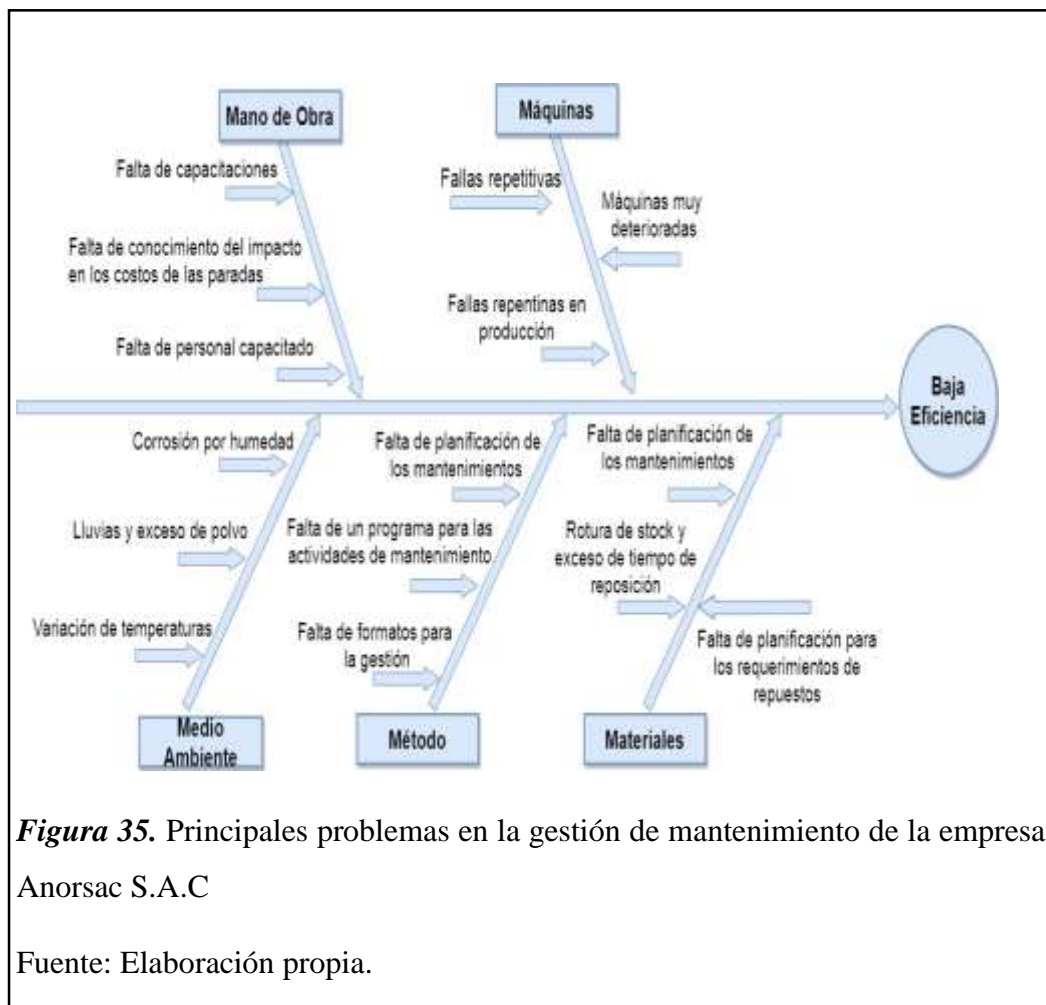 Mano de Obra
Máquinas
Falta de capacitaciones
Fallas repetitivas
Máquinas muy
deterioradas
Falta de conocimiento del impacto
en los costos de las paradas
Fallas repentinas en
producción
Falta de personal capacitado
Baja
Eficiencia
Corrosión por humedad
Falta de planificación de
los mantenimientos
Falta de planificación de
los mantenimientos
Lluvias y exceso de polvo
Falta de un programa para las
actividades de mantenimiento
Rotura de stock y
exceso de tiempo de
reposición
Variación de temperaturas
Falta de formatos para
la gestión
Falta de planificación para
los requerimientos de
repuestos
Medio
Ambiente
Método
Materiales
Figura 35. Principales problemas en la gestión de mantenimiento de la empresa
Anorsac S.A.C
Fuente: Elaboración propia.